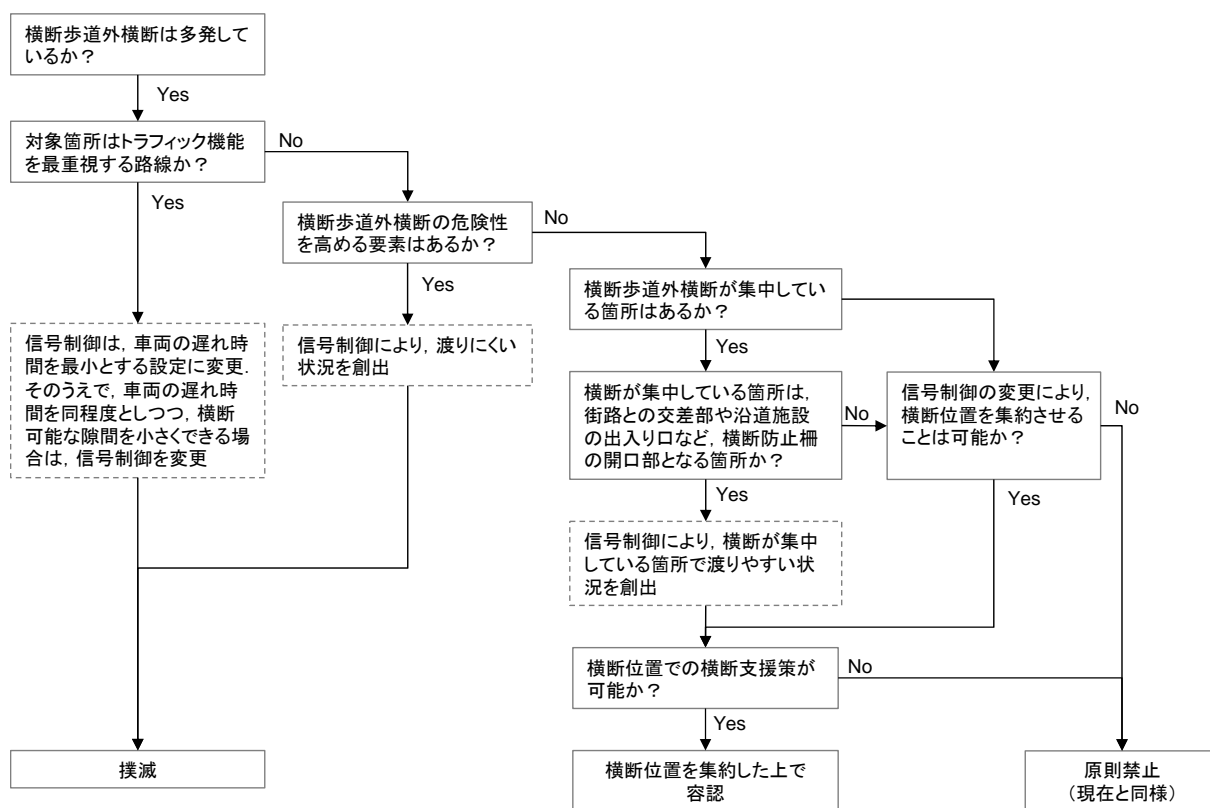 横断歩道外横断は多発して
いるか？
Yes
対象箇所はトラフィック機能
を最重視する路線か？
No
Yes
横断歩道外横断の危険性
を高める要素はあるか？
No
Yes
横断歩道外横断が集中してい
る箇所はあるか？
Yes
信号制御は，車両の遅れ時
間を最小とする設定に変更．
そのうえで，車両の遅れ時
間を同程度としつつ，横断
可能な隙間を小さくできる場
合は，信号制御を変更
信号制御により，渡りにくい
状況を創出
横断が集中している箇所は，
街路との交差部や沿道施設
の出入り口など，横断防止柵
の開口部となる箇所か？
No
信号制御の変更により，
横断位置を集約させる
ことは可能か？
No
Yes
Yes
信号制御により，横断が集中
している箇所で渡りやすい状
況を創出
横断位置での横断支援策が
可能か？
No
Yes
撲滅
横断位置を集約した上で
容認
原則禁止
（現在と同様）